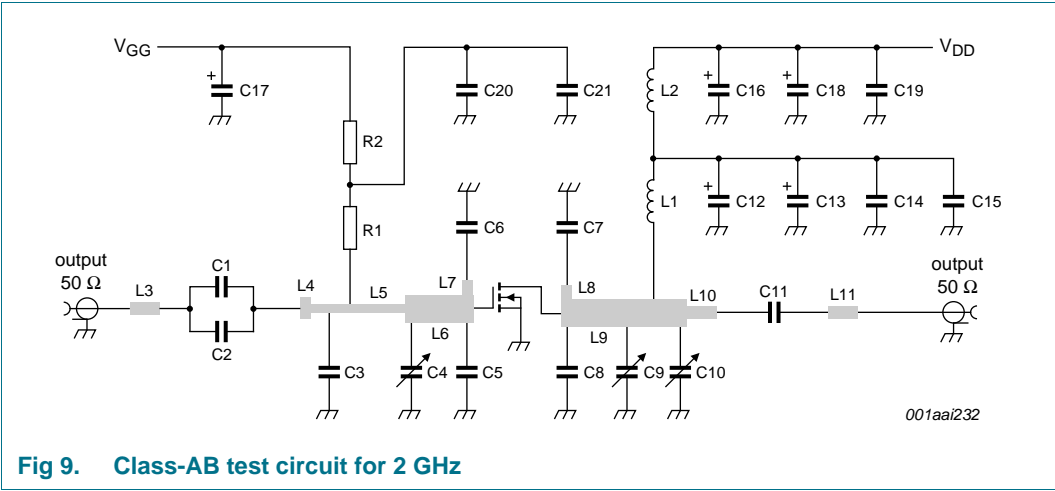 VGG
VDD
+
C17
C20
C21
L2
+
C16
+
C18
C19
R2
L1
+
C12
+
C13
C14
C15
R1
C6
C7
output
50 Ω
L3
C1
C2
L4
L5
L7
L6
L8
L9
L10
C11
L11
output
50 Ω
C3
C4
C5
C8
C9
C10
001aai232
Fig 9. Class-AB test circuit for 2 GHz